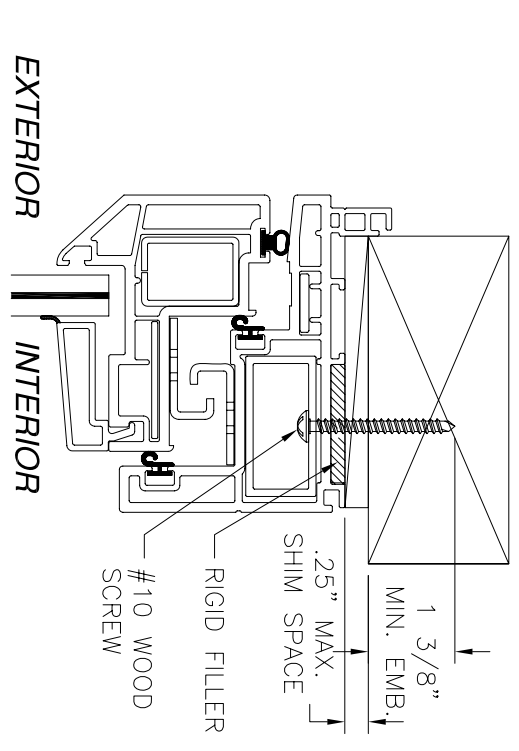 EXTERIOR
INTERIOR
1 3/8"
MIN. EMB.
.25" MAX.
SHIM SPACE
RIGID FILLER
#10 WOOD
SCREW